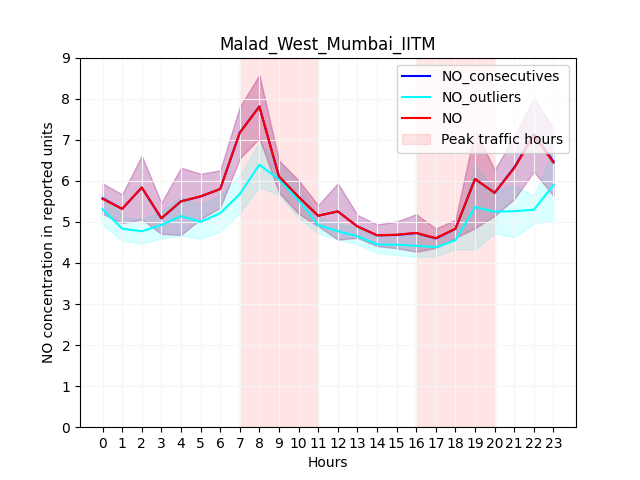 Malad_West_Mumbai_IITM
NO_consecutives
NO_outliers
NO
Peak traffic hours
NO concentration in reported units
9
8
7
6
5
4
3
2
1
0
0 1 2 3 4 5 6 7 8 9 10 11 12 13 14 15 16 17 18 19 20 21 22 23
Hours